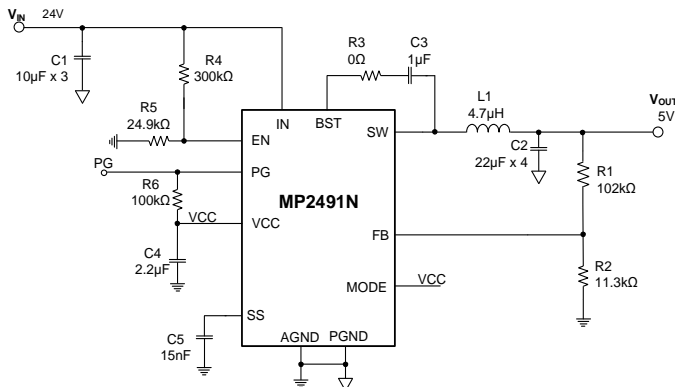 VIN 24V
C1
10µF x 3
R4
300kΩ
R5
24.9kΩ
PG
R6
100kΩ
VCC
C4
2.2µF
C5
15nF
R3
0Ω
C3
1µF
IN
BST
EN
SW
PG
MP2491N
VCC
FB
MODE
VCC
SS
AGND
PGND
L1
4.7µH
VOUT
5V
C2
22µF x 4
R1
102kΩ
R2
11.3kΩ